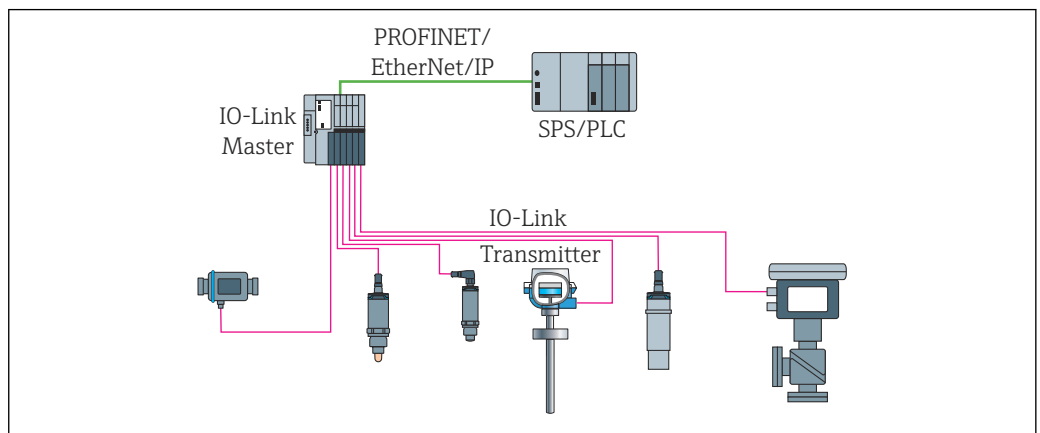 PROFINET/
EtherNet/IP
SPS/PLC
IO-Link
Master
IO-Link
Transmitter